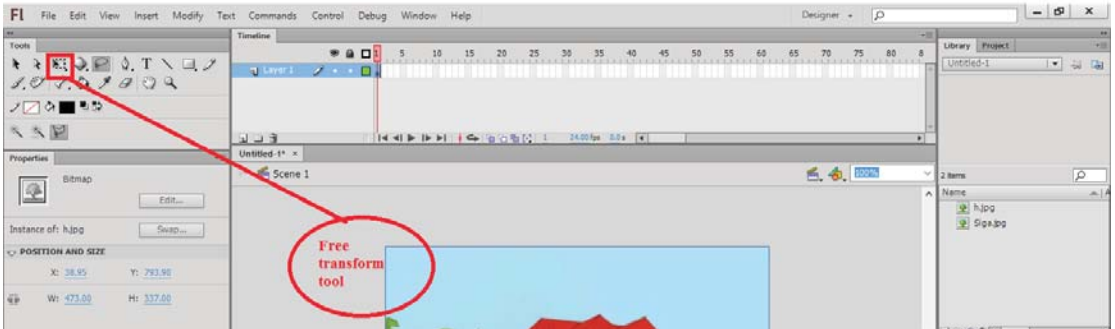 Fl File Edit View Insert Modify Text Commands Control Debug Window Help Designer
Tools
T
Timeline
1 5 10 15 20 25 30 35 40 45 50 55 60 65 70 75 80 8
Layer 1
1 24.00 fps 0.0 s
Untitled-1* ×
Scene 1
100%
Properties
Bitmap
Edit...
Instance of: h.jpg Swap...
POSITION AND SIZE
X: 38.95 Y: 793.90
W: 473.00 H: 337.00
Free
transform
tool
Library Project
Untitled-1
2 items
Name
h.jpg
Siga.jpg